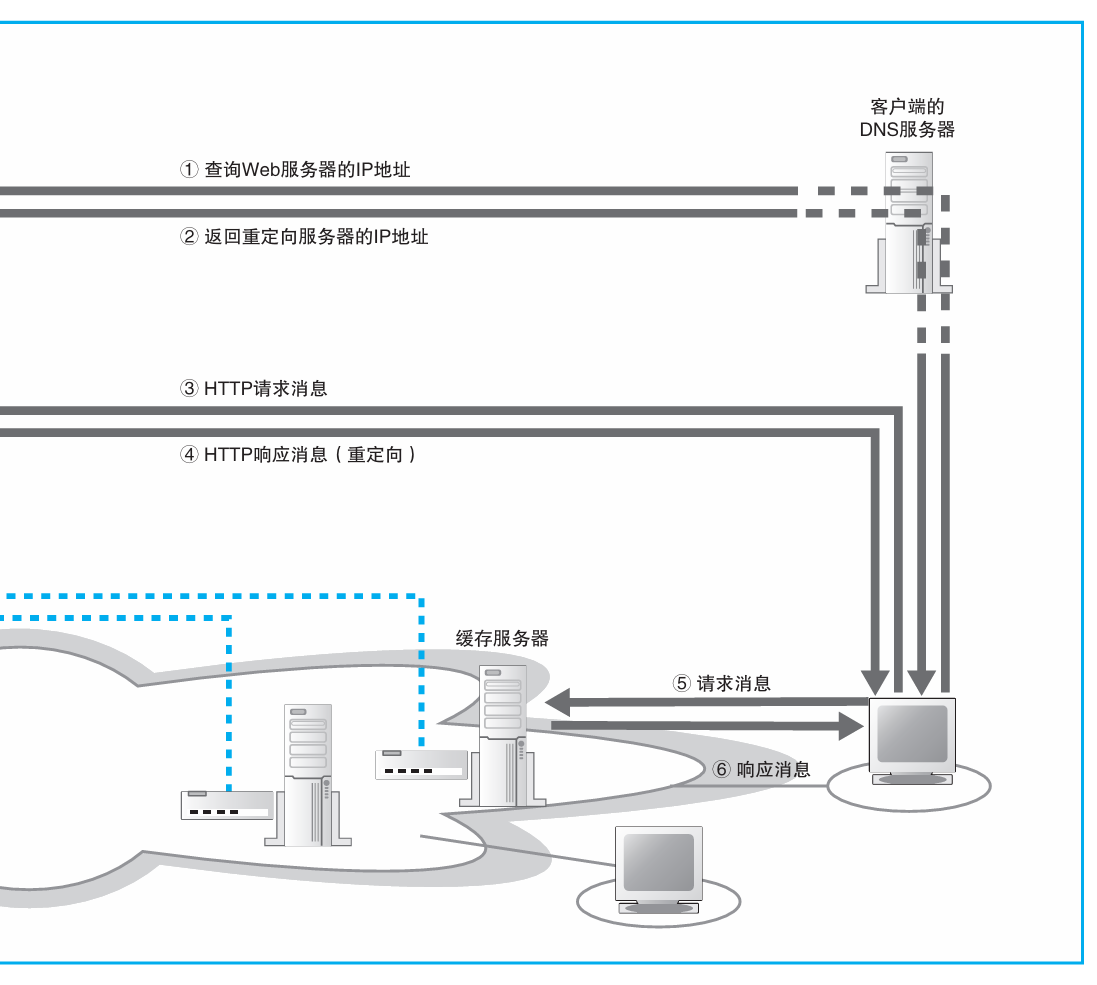 客户端的
DNS服务器
① 查询Web服务器的IP地址
② 返回重定向服务器的IP地址
③ HTTP请求消息
④ HTTP响应消息（重定向）
缓存服务器
⑤ 请求消息
⑥ 响应消息